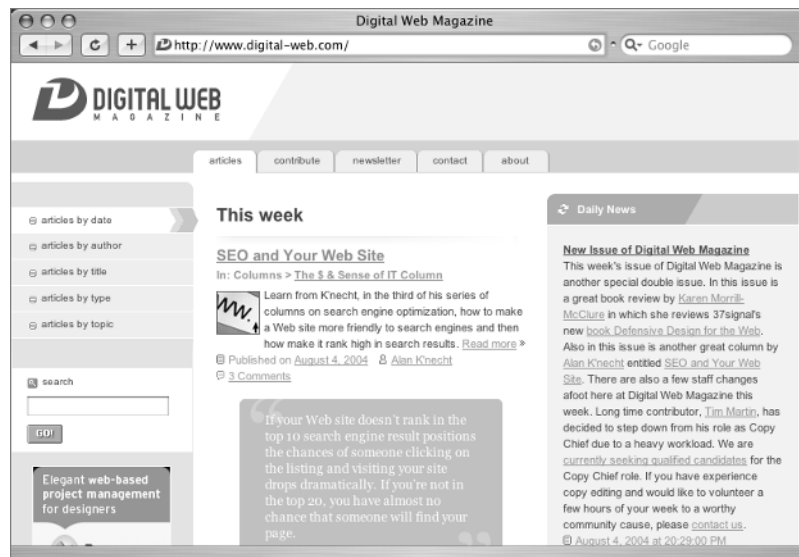 Digital Web Magazine
http://www.digital-web.com/
Google
DIGITAL WEB
MAGAZINE
articles
contribute
newsletter
contact
about
articles by date
articles by author
articles by title
articles by type
articles by topic
search
GO!
Elegant web-based
project management
for designers
This week
SEO and Your Web Site
In: Columns > The $ & Sense of IT Column
Learn from K'necht, in the third of his series of
columns on search engine optimization, how to make
a Web site more friendly to search engines and then
how make it rank high in search results. Read more »
Published on August 4, 2004 Alan K'necht
3 Comments
If your Web site doesn't rank in the
top 10 search engine result positions
the chances of someone clicking on
the listing and visiting your site
drops dramatically. If you're not in
the top 20, you have almost no
chance that someone will find your
page.
Daily News
New Issue of Digital Web Magazine
This week's issue of Digital Web Magazine is
another special double issue. In this issue is
a great book review by Karen Morrill-
McClure in which she reviews 37signal's
new book Defensive Design for the Web.
Also in this issue is another great column by
Alan K'necht entitled SEO and Your Web
Site. There are also a few staff changes
afoot here at Digital Web Magazine this
week. Long time contributor, Tim Martin, has
decided to step down from his role as Copy
Chief due to a heavy workload. We are
currently seeking qualified candidates for the
Copy Chief role. If you have experience
copy editing and would like to volunteer a
few hours of your week to a worthy
community cause, please contact us.
August 4, 2004 at 20:29:00 PM